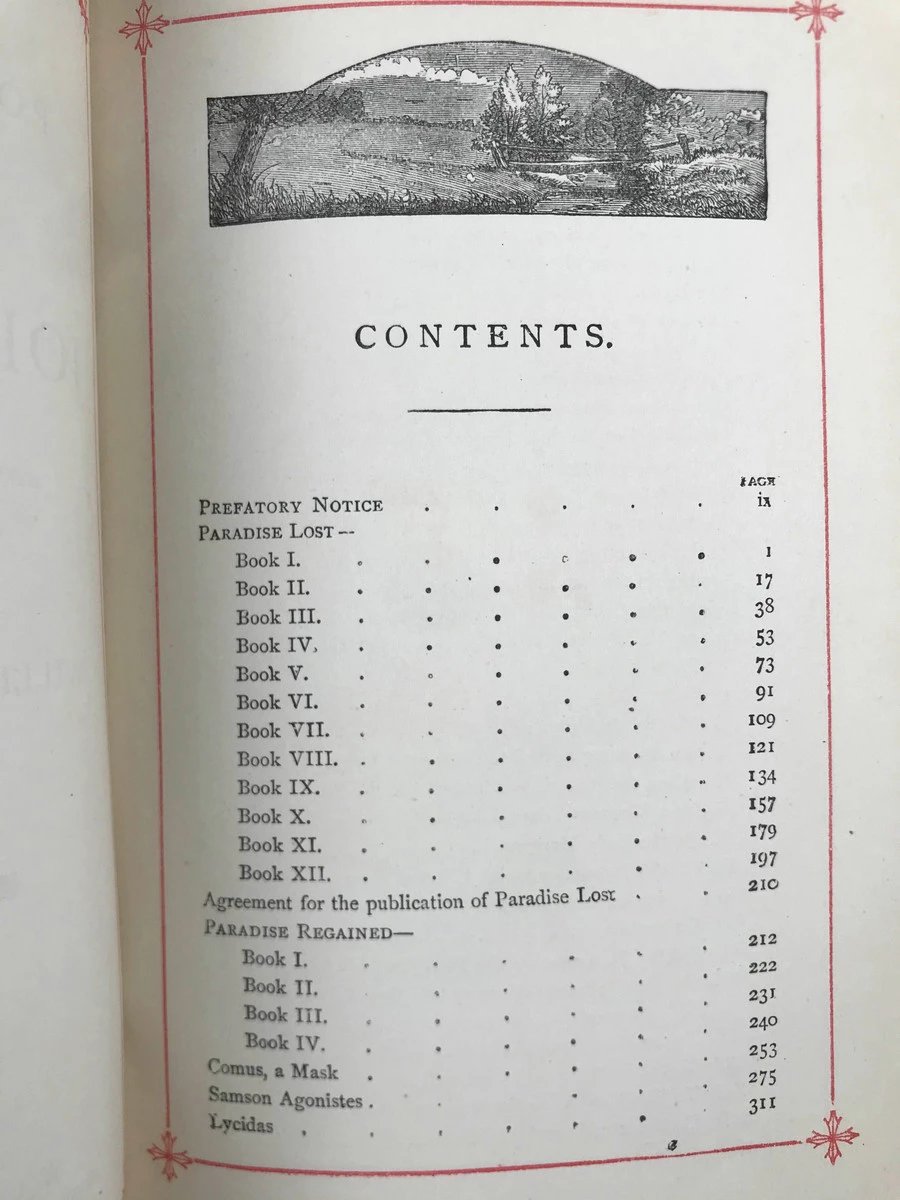 CONTENTS.
PAGE
PREFATORY NOTICE . . . . . ix
PARADISE LOST—
Book I. . . . . . . 1
Book II. . . . . . . 17
Book III. . . . . . . 38
Book IV. . . . . . . 53
Book V. . . . . . . 73
Book VI. . . . . . . 91
Book VII. . . . . . . 109
Book VIII. . . . . . . 121
Book IX. . . . . . . 134
Book X. . . . . . . 157
Book XI. . . . . . . 179
Book XII. . . . . . . 197
Agreement for the publication of Paradise Lost . . 210
PARADISE REGAINED—
Book I. . . . . . . 212
Book II. . . . . . 222
Book III. . . . . . . 231
Book IV. . . . . . . 240
Comus, a Mask . . . . . . 253
Samson Agonistes . . . . . 275
Lycidas . . . . . . 311